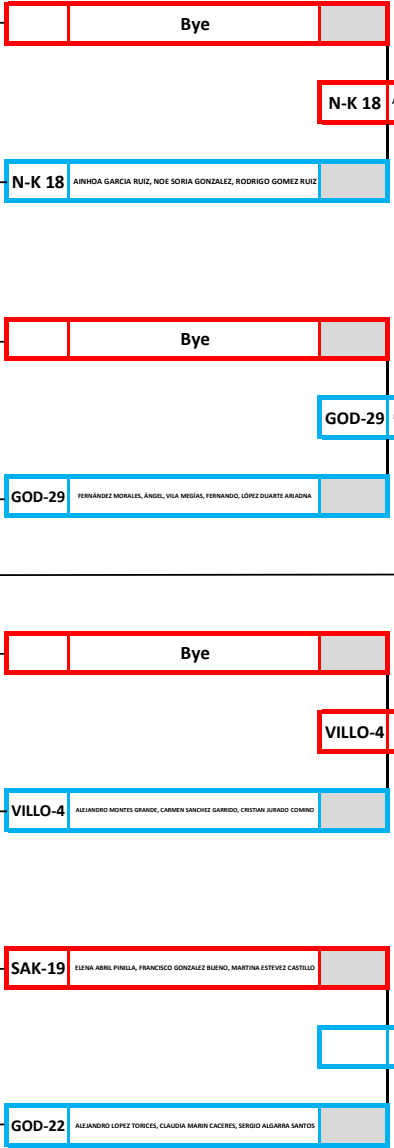 Bye
N-K 18
N-K 18 AINHOA GARCIA RUIZ, NOE SORIA GONZALEZ, RODRIGO GOMEZ RUIZ
Bye
GOD-29
GOD-29 FERNÁNDEZ MORALES, ÁNGEL, VILA MEGÍAS, FERNANDO, LÓPEZ DUARTE ARIADNA
Bye
VILLO-4
VILLO-4 ALEJANDRO MONTES GRANDE, CARMEN SANCHEZ GARRIDO, CRISTIAN JURADO COMINO
SAK-19 ELENA ABRIL PINILLA, FRANCISCO GONZALEZ BUENO, MARTINA ESTEVEZ CASTILLO
GOD-22 ALEJANDRO LOPEZ TORICES, CLAUDIA MARIN CACERES, SERGIO ALGARRA SANTOS